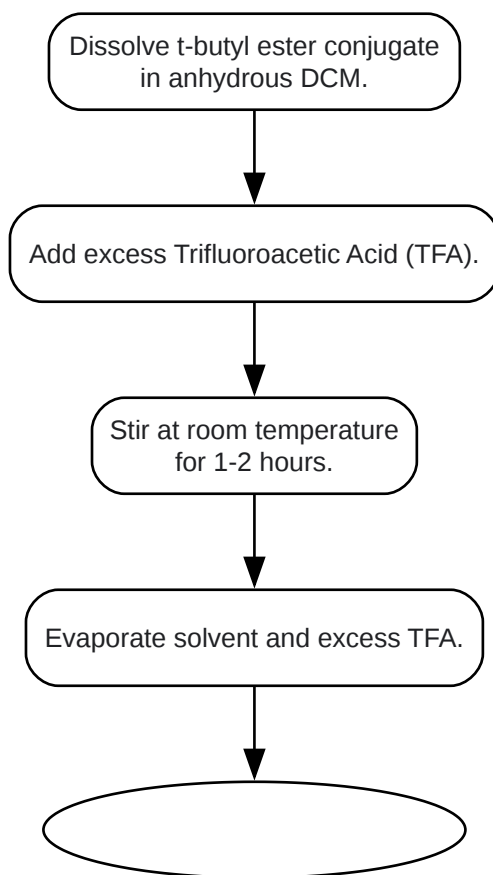 Dissolve t-butyl ester conjugate
in anhydrous DCM.
Add excess Trifluoroacetic Acid (TFA).
Stir at room temperature
for 1-2 hours.
Evaporate solvent and excess TFA.